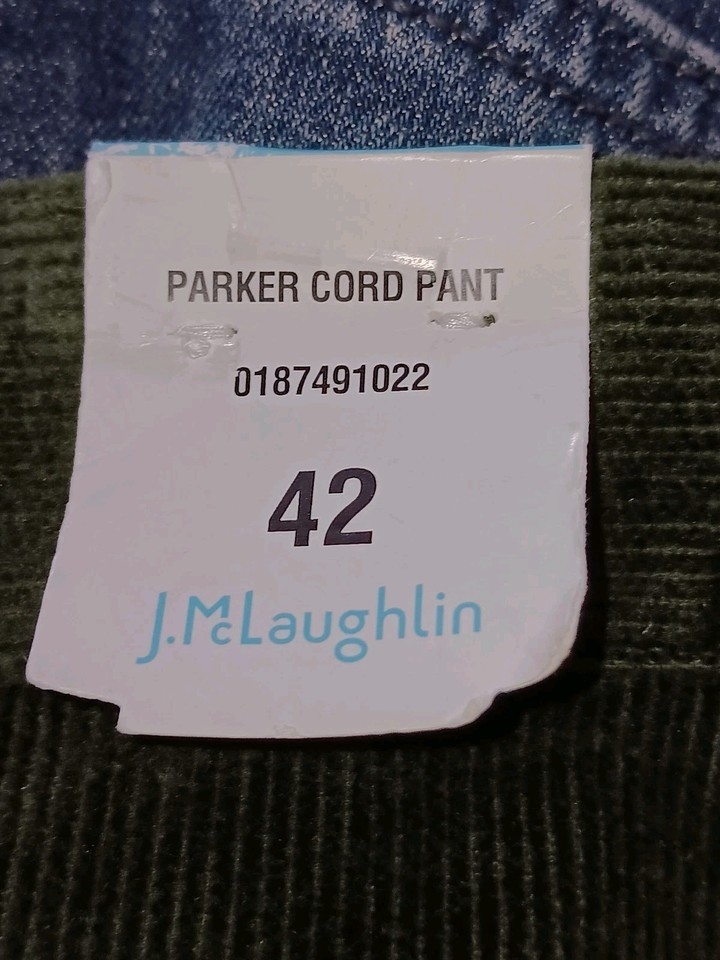 PARKER CORD PANT
0187491022
42
J.McLaughlin